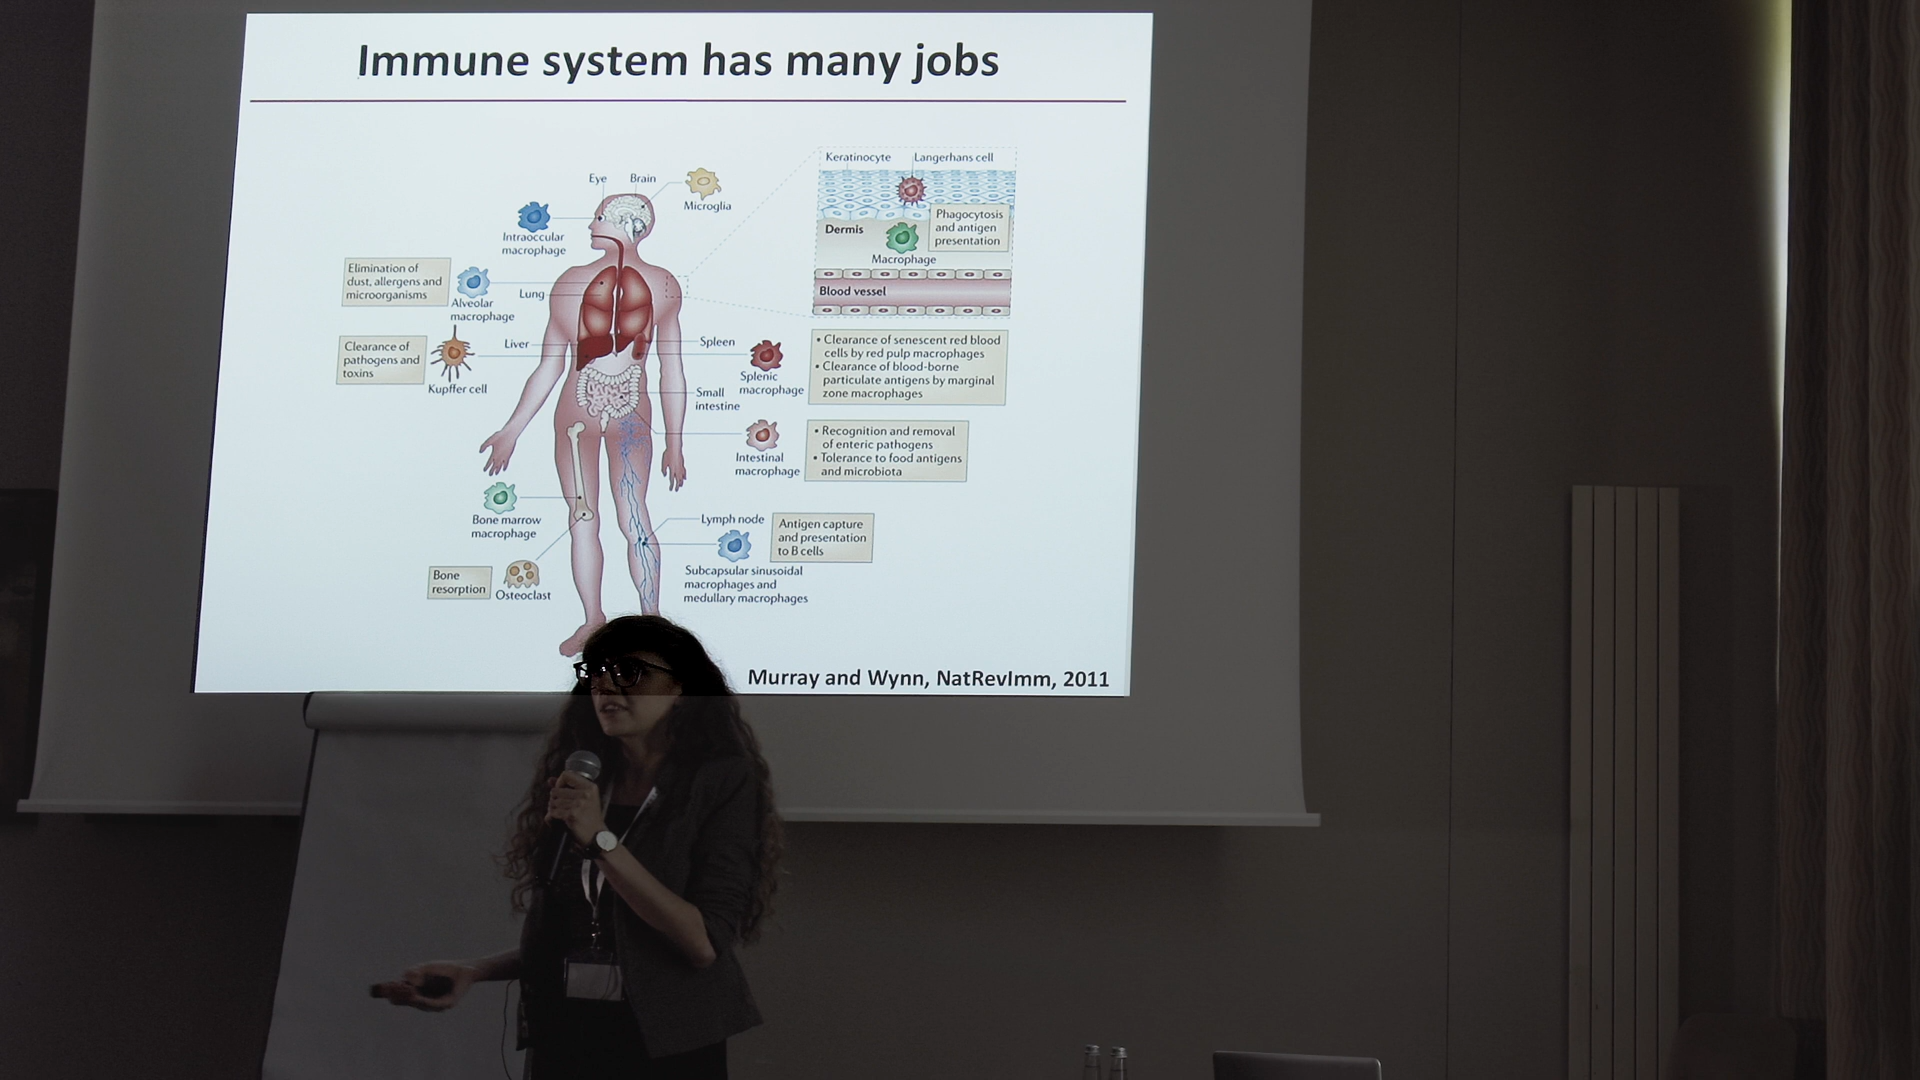 Immune system has many jobs
Eye
Brain
Microglia
Intraoccular
macrophage
Elimination of
dust, allergens and
microorganisms
Alveolar
macrophage
Lung
Clearance of
pathogens and
toxins
Kupffer cell
Liver
Spleen
Splenic
macrophage
Small
intestine
Intestinal
macrophage
Bone marrow
macrophage
Bone
resorption
Osteoclast
Lymph node
Antigen capture
and presentation
to B cells
Subcapsular sinusoidal
macrophages and
medullary macrophages
Keratinocyte
Langerhans cell
Phagocytosis
and antigen
presentation
Dermis
Macrophage
Blood vessel
• Clearance of senescent red blood
cells by red pulp macrophages
• Clearance of blood-borne
particulate antigens by marginal
zone macrophages
• Recognition and removal
of enteric pathogens
• Tolerance to food antigens
and microbiota
Murray and Wynn, NatRevImm, 2011